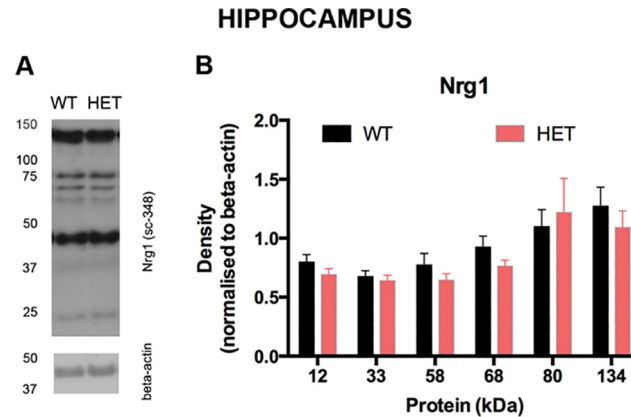 HIPPOCAMPUS
A
WT HET
150
100
75
50
37
25
50
37
Nrg1 (sc-348)
beta-actin
B
Nrg1
WT HET
Density
(normalised to beta-actin)
2.0
1.5
1.0
0.5
0.0
12 33 58 68 80 134
Protein (kDa)